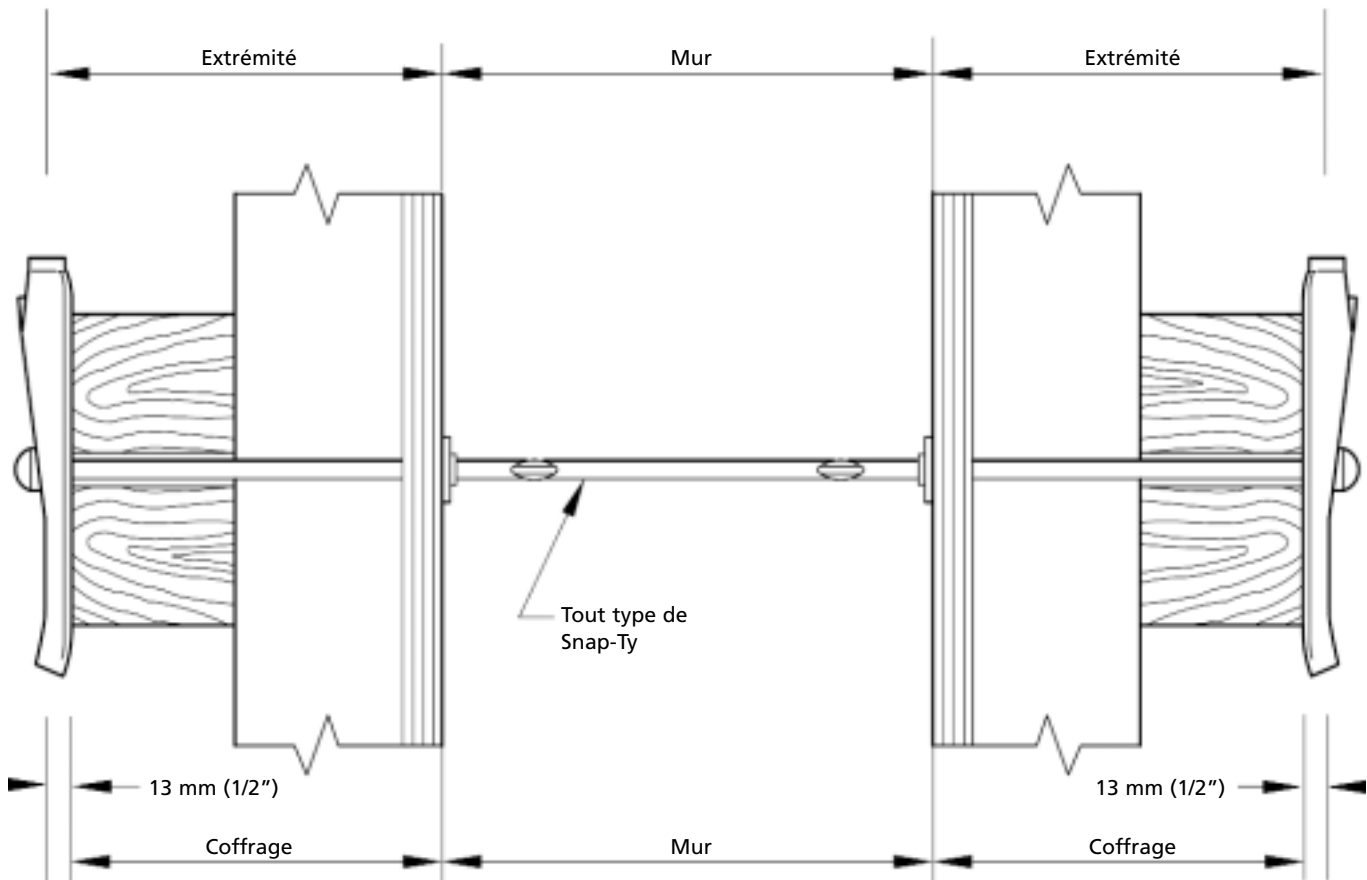 Extrémité
Mur
Extrémité
Tout type de
Snap-Ty
13 mm (1/2”)
13 mm (1/2”)
Coffrage
Mur
Coffrage